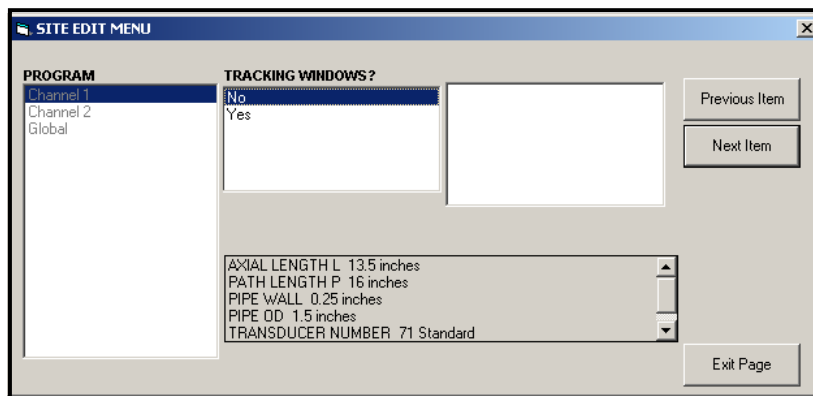 SITE EDIT MENU
PROGRAM
Channel 1
Channel 2
Global
TRACKING WINDOWS?
No
Yes
Previous Item
Next Item
AXIAL LENGTH L 13.5 inches
PATH LENGTH P 16 inches
PIPE WALL 0.25 inches
PIPE OD 1.5 inches
TRANSDUCER NUMBER 71 Standard
Exit Page